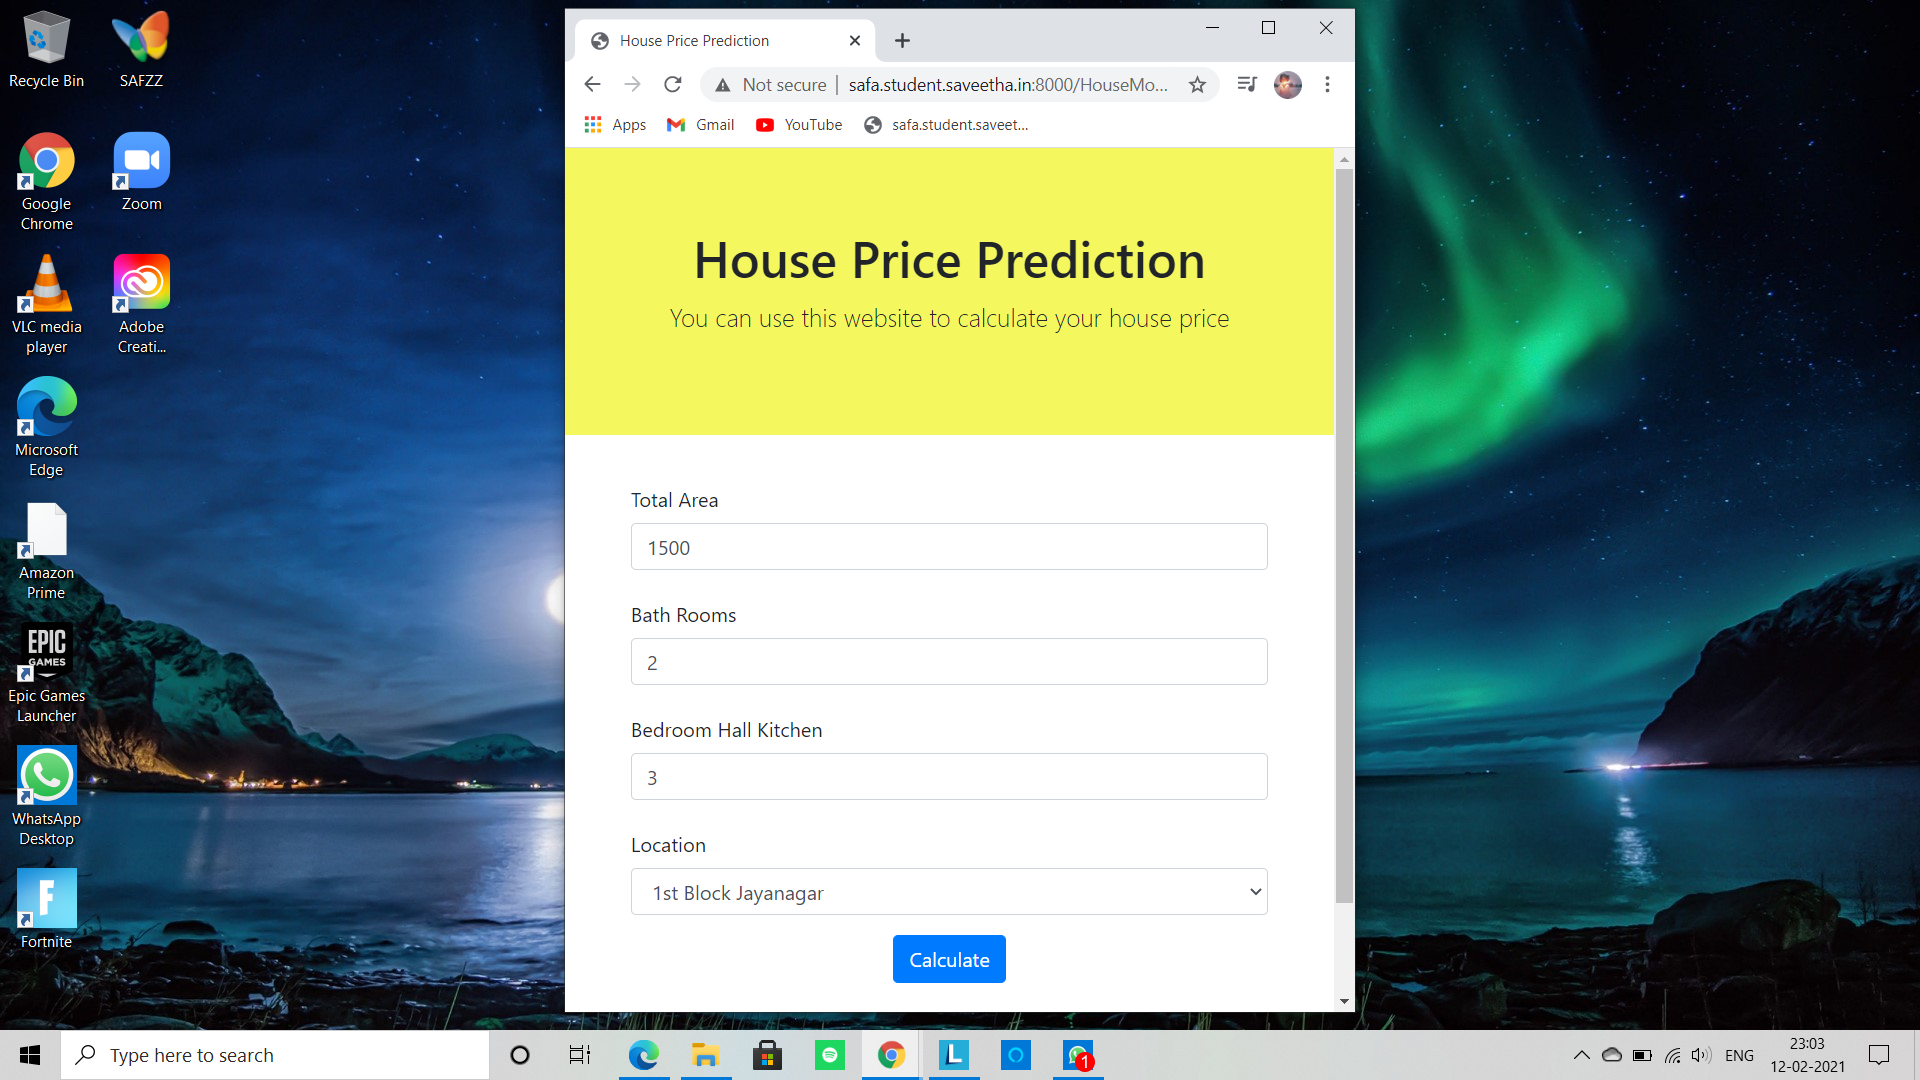 Recycle Bin
SAFZZ
Google
Chrome
Zoom
VLC media
player
Adobe
Creati...
Microsoft
Edge
Amazon
Prime
EPIC
GAMES
Epic Games
Launcher
WhatsApp
Desktop
F
Fortnite
House Price Prediction
Not secure | safa.student.saveetha.in:8000/HouseMo...
Apps
Gmail
YouTube
safa.student.saveet...
House Price Prediction
You can use this website to calculate your house price
Total Area
1500
Bath Rooms
2
Bedroom Hall Kitchen
3
Location
1st Block Jayanagar
Calculate
Type here to search
L
1
ENG
23:03
12-02-2021